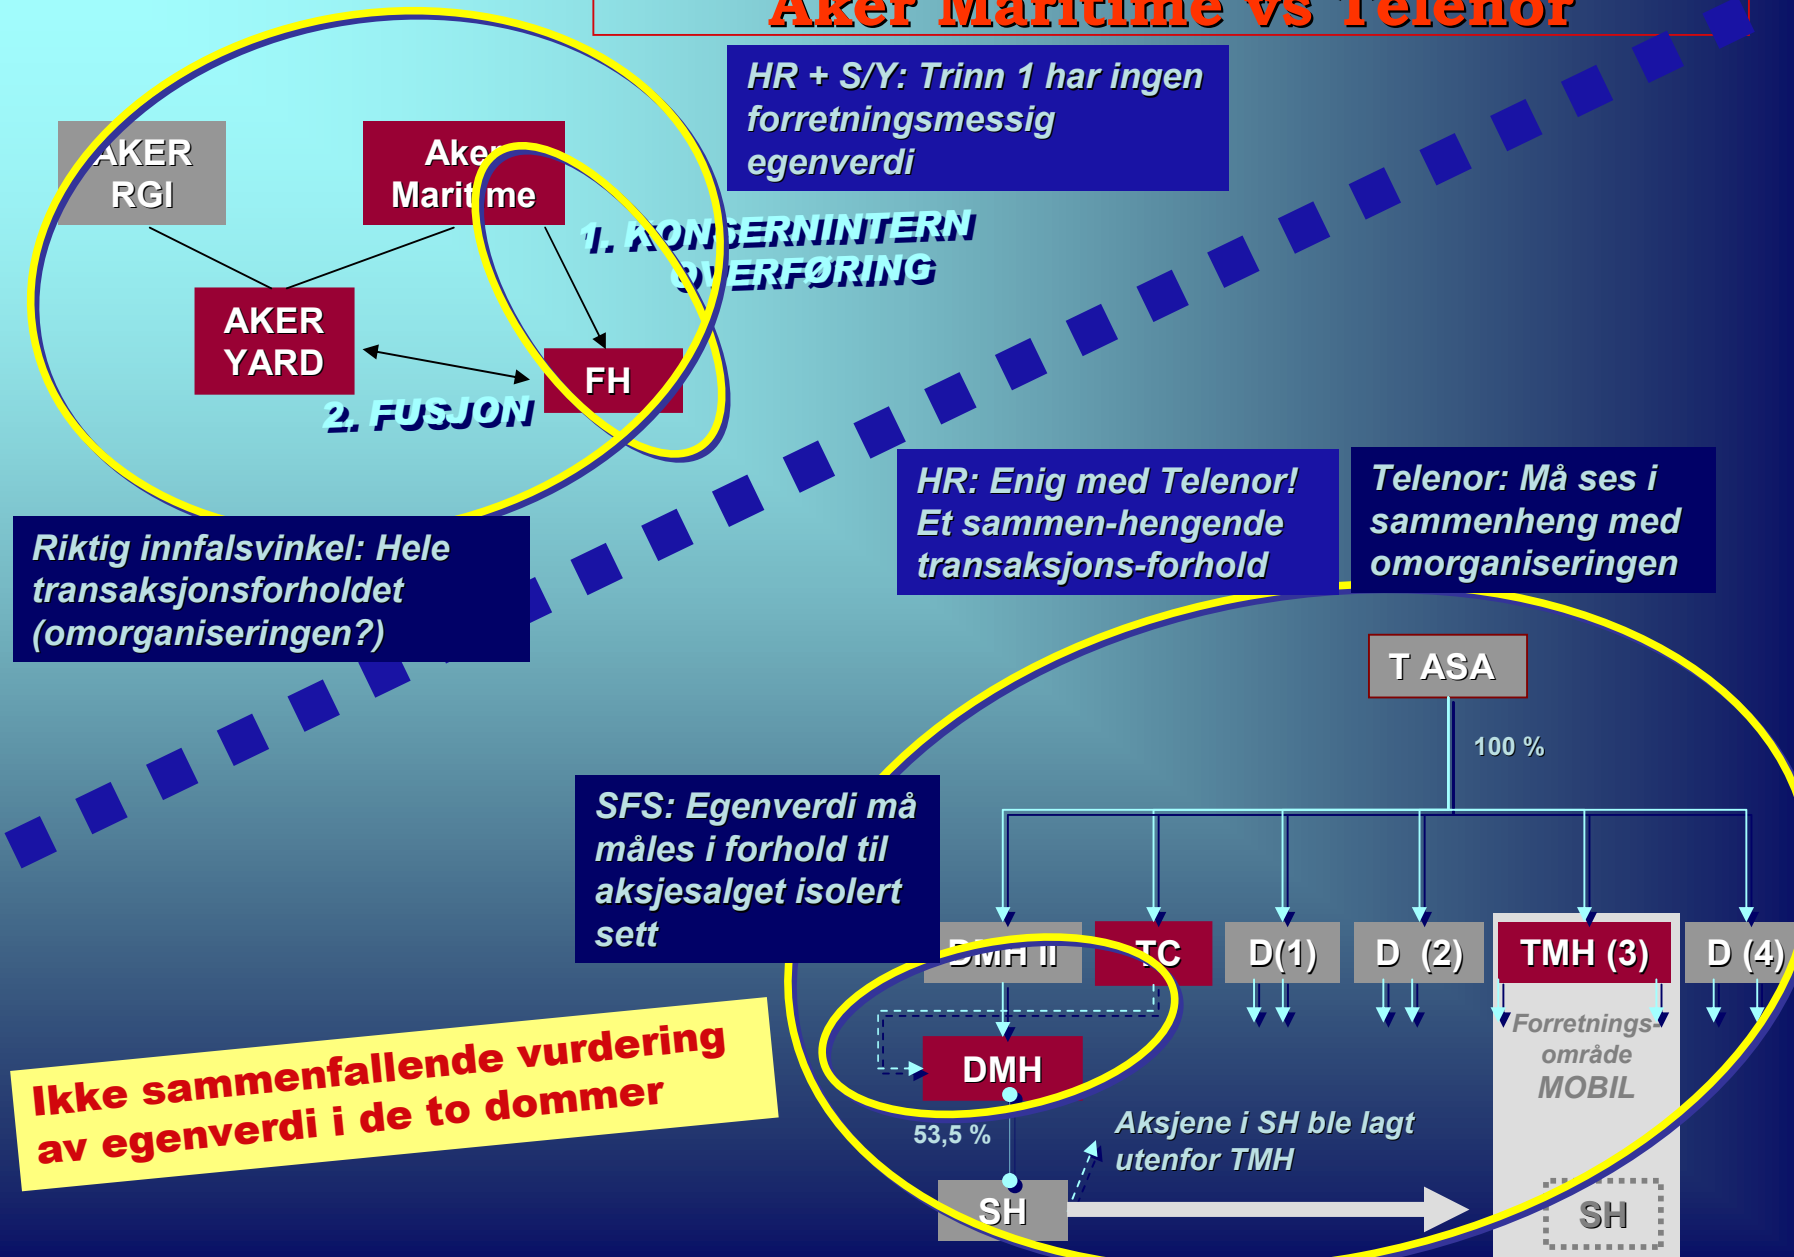 Aker Maritime vs Telenor
HR + S/Y: Trinn 1 har ingen
forretningsmessig
egenverdi
AKER
RGI
Aker
Maritime
1. KONSERNINTERN
OVERFØRING
AKER
YARD
FH
2. FUSJON
Riktig innfalsvinkel: Hele
transaksjonsforholdet
(omorganiseringen?)
HR: Enig med Telenor!
Et sammen-hengende
transaksjons-forhold
Telenor: Må ses i
sammenheng med
omorganiseringen
T ASA
100 %
SFS: Egenverdi må
måles i forhold til
aksjesalget isolert
sett
DMH II
TC
D(1)
D (2)
TMH (3)
D (4)
Forretnings-
område
MOBIL
DMH
53,5 %
Aksjene i SH ble lagt
utenfor TMH
SH
SH
Ikke sammenfallende vurdering
av egenverdi i de to dommer